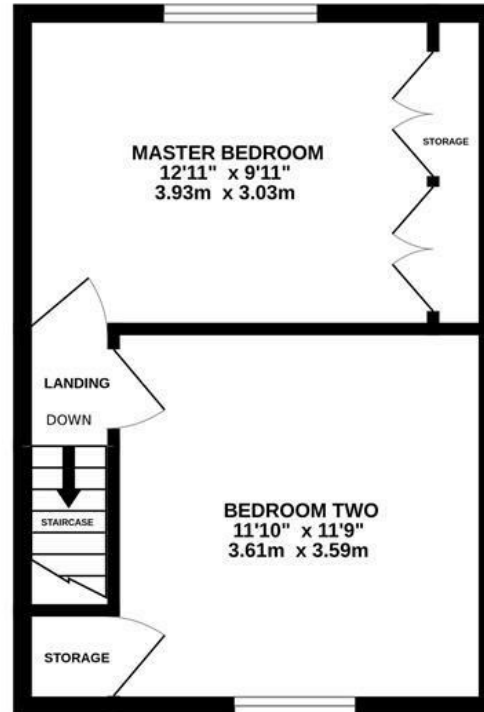 STORAGE
MASTER BEDROOM
12'11" x 9'11"
3.93m x 3.03m
LANDING
DOWN
STAIRCASE
BEDROOM TWO
11'10" x 11'9"
3.61m x 3.59m
STORAGE